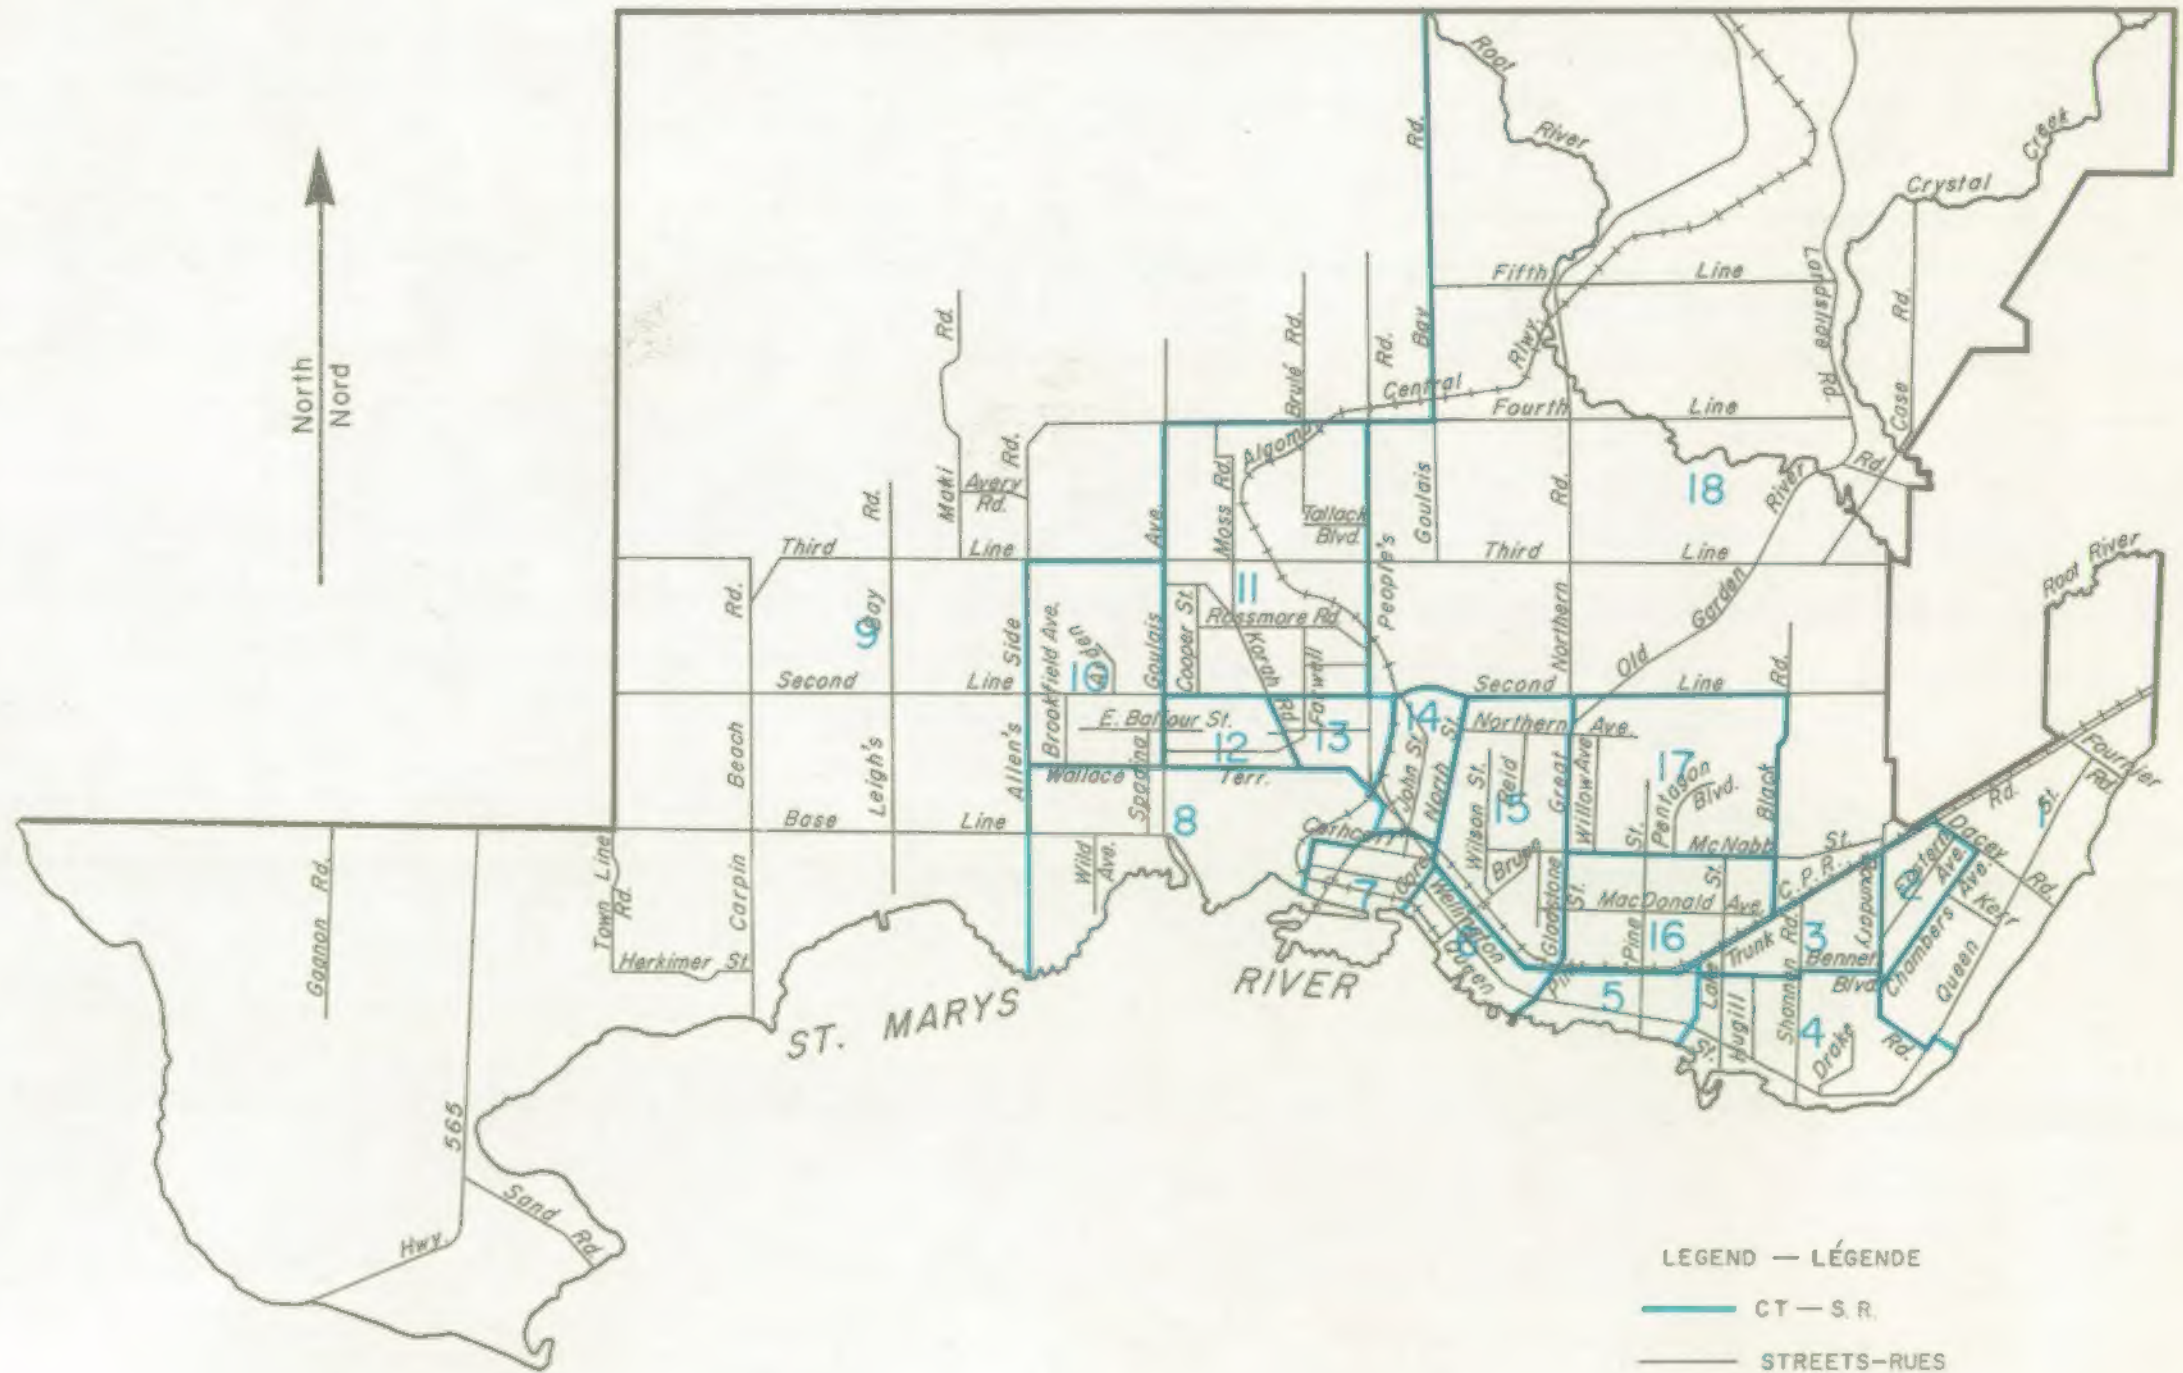 North
Nord
Root
River
Rd.
Crystal
Creek
Fifth
Line
Landslide
Rd.
Case
Rd.
Maki
Rd.
Brulé
Rd.
Rd.
Bay
Algoma
Central
Rlwy.
Fourth
Line
Rd.
Avery
Rd.
Rd.
Ave.
Moss
Rd.
Tallack
Blvd.
Goulais
Rd.
18
River
Rd.
Third
Line
People's
Third
Line
Root
River
Rd.
9
Bay
Side
Brookfield Ave.
10
Goulais
Cooper St.
11
Rossmore Rd.
Korah
Rd.
Farwell
Northern
Old
Garden
Rd.
Second
Line
Second
Line
Beach
Leigh's
Allen's
E. Balfour St.
Spadina
12
13
14
John St.
North
St.
Northern
Ave.
Wilson St.
Reid
15
Great
Willow Ave.
17
Pentagon
Blvd.
Black
Wallace
Terr.
Base
Line
8
Cathcart
Bruce
St.
McNabb
St.
C.P.R.
Rd.
Fournier
Rd.
St.
1
Dacey
Rd.
Gagnon Rd.
Town Line
Rd.
Carpin
Wild
Ave.
7
Gore
Wellington
6
Queen
Gladstone
St.
MacDonald
Ave.
St.
Pine
16
Trunk
Rd.
3
Boundary
Eastern
Ave.
2
Ave.
Kerr
Chambers
Queen
Herkimer St
ST. MARYS
RIVER
Pim
5
Lake
Hugill
Shannon
Bennet
Blvd
4
Drake
Rd.
St.
565
Hwy.
Sand
Rd.
LEGEND — LÉGENDE
CT — S.R.
STREETS–RUES